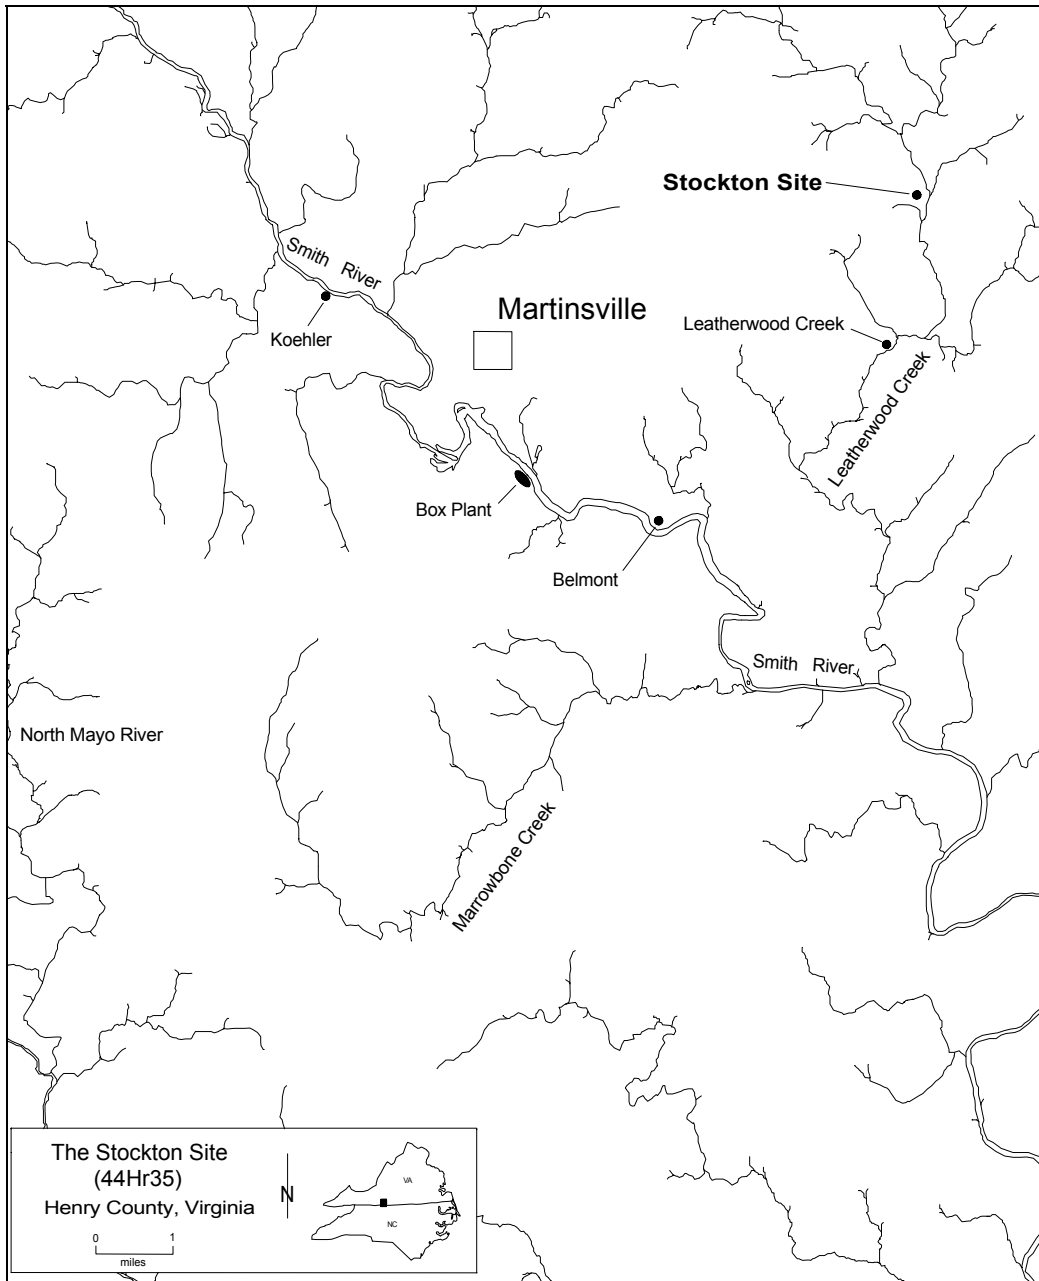 Stockton Site
Smith River
Martinsville
Leatherwood Creek
Koehler
Leatherwood Creek
Box Plant
Belmont
Smith River
North Mayo River
Marrowbone Creek
The Stockton Site
(44Hr35)
Henry County, Virginia
N
VA
NC
0 1
miles